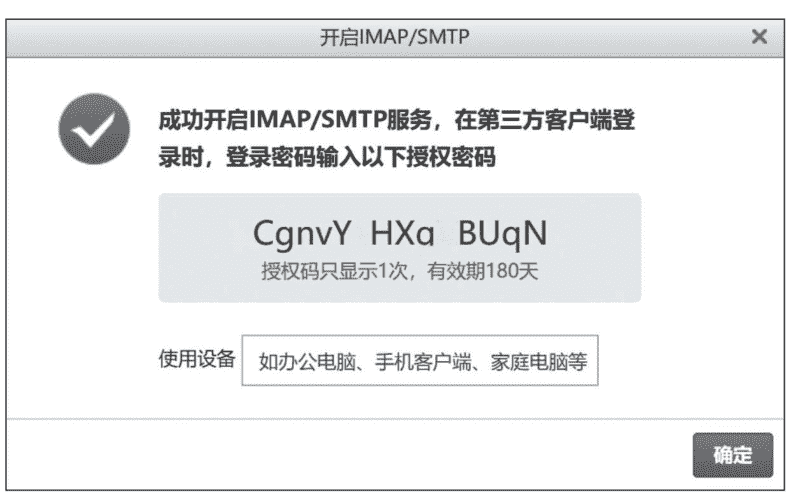 开启IMAP/SMTP
成功开启IMAP/SMTP服务，在第三方客户端登
录时，登录密码输入以下授权密码
CgnvY HXa BUqN
授权码只显示1次，有效期180天
使用设备 如办公电脑、手机客户端、家庭电脑等
确定